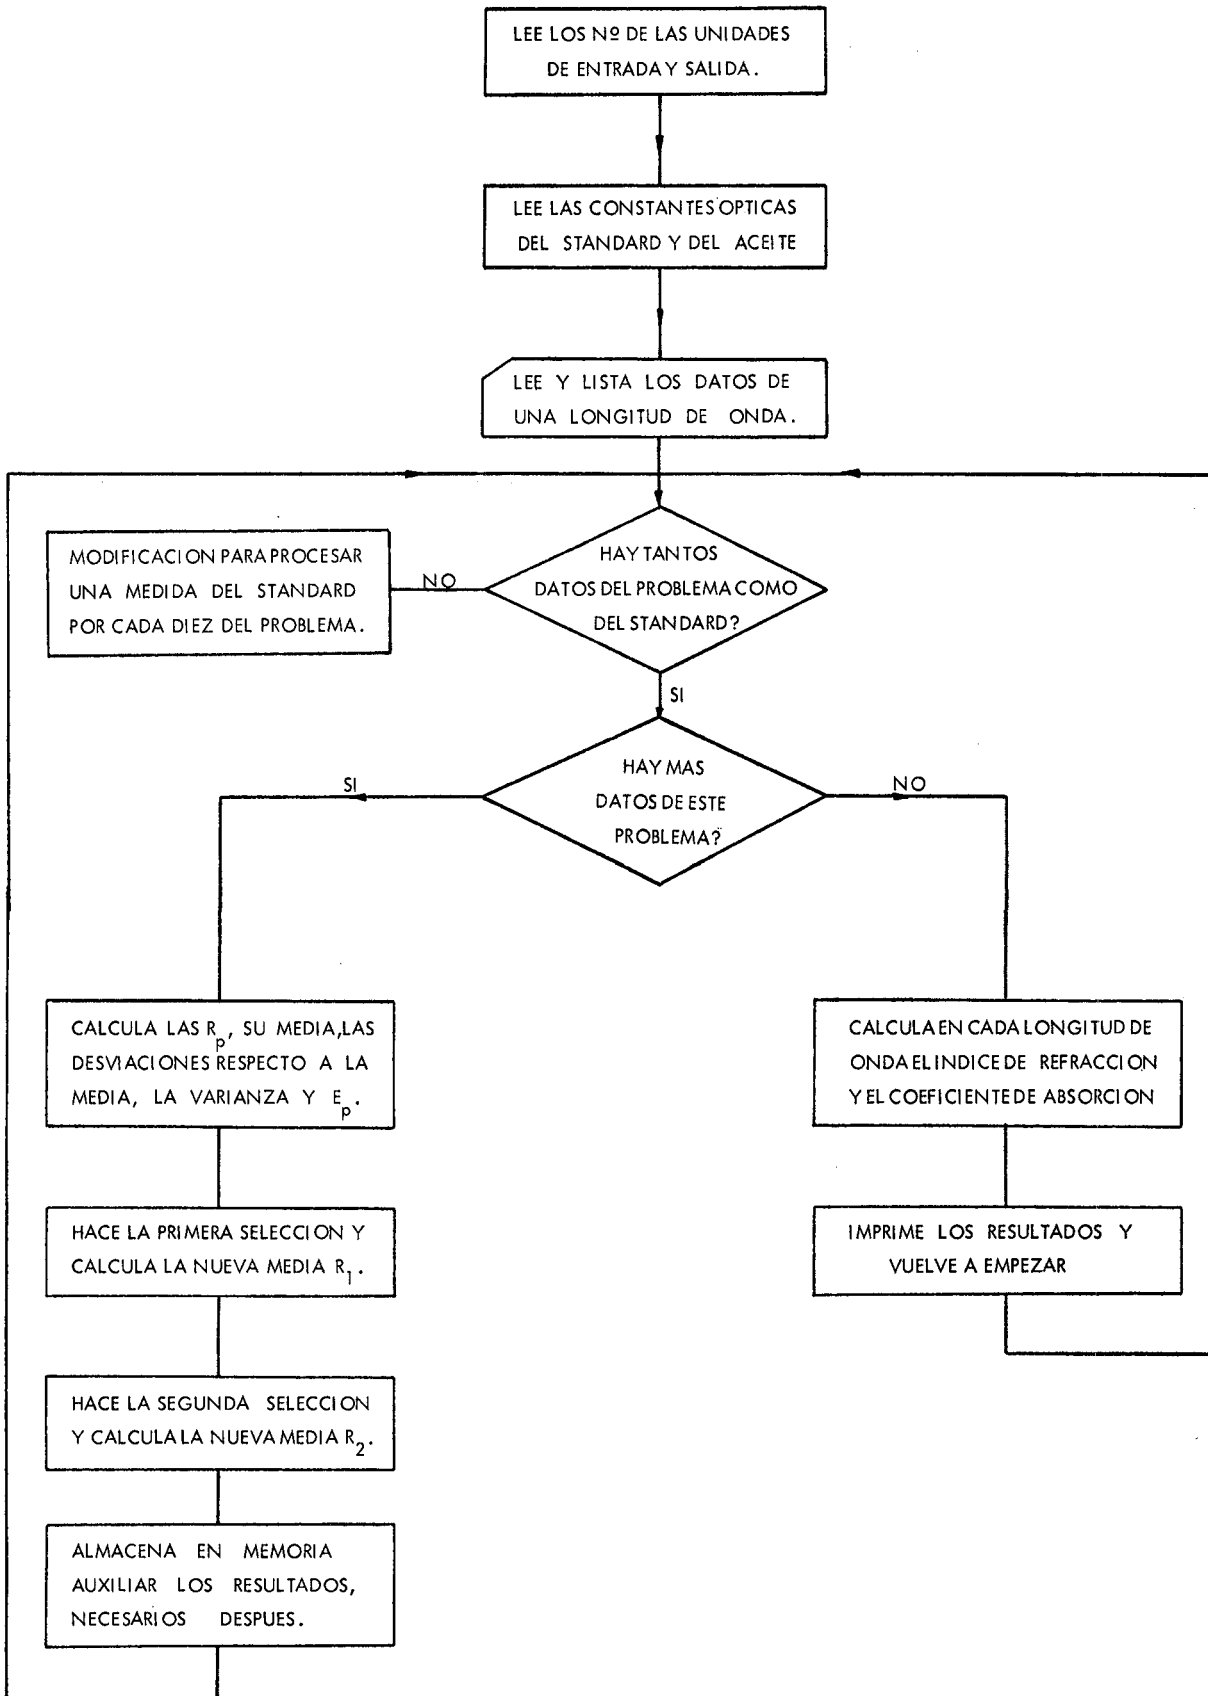 LEE LOS Nº DE LAS UNIDADES
DE ENTRADA Y SALIDA.
LEE LAS CONSTANTES OPTICAS
DEL STANDARD Y DEL ACEITE
LEE Y LISTA LOS DATOS DE
UNA LONGITUD DE ONDA.
HAY TANTOS
DATOS DEL PROBLEMA COMO
DEL STANDARD?
NO
MODIFICACION PARA PROCESAR
UNA MEDIDA DEL STANDARD
POR CADA DIEZ DEL PROBLEMA.
SI
HAY MAS
DATOS DE ESTE
PROBLEMA?
SI
NO
CALCULA LAS Rp, SU MEDIA, LAS
DESVIACIONES RESPECTO A LA
MEDIA, LA VARIANZA Y Ep.
HACE LA PRIMERA SELECCION Y
CALCULA LA NUEVA MEDIA R1.
HACE LA SEGUNDA SELECCION
Y CALCULA LA NUEVA MEDIA R2.
ALMACENA EN MEMORIA
AUXILIAR LOS RESULTADOS,
NECESARIOS DESPUES.
CALCULA EN CADA LONGITUD DE
ONDA EL INDICE DE REFRACCION
Y EL COEFICIENTE DE ABSORCION
IMPRIME LOS RESULTADOS Y
VUELVE A EMPEZAR